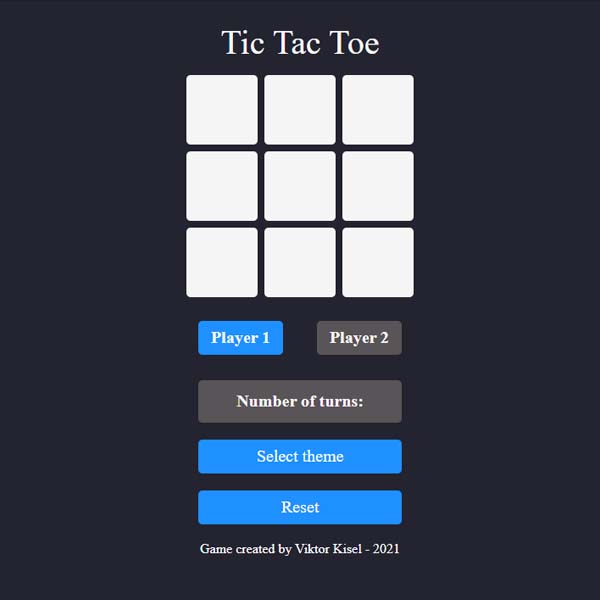 Tic Tac Toe
Player 1
Player 2
Number of turns:
Select theme
Reset
Game created by Viktor Kisel - 2021